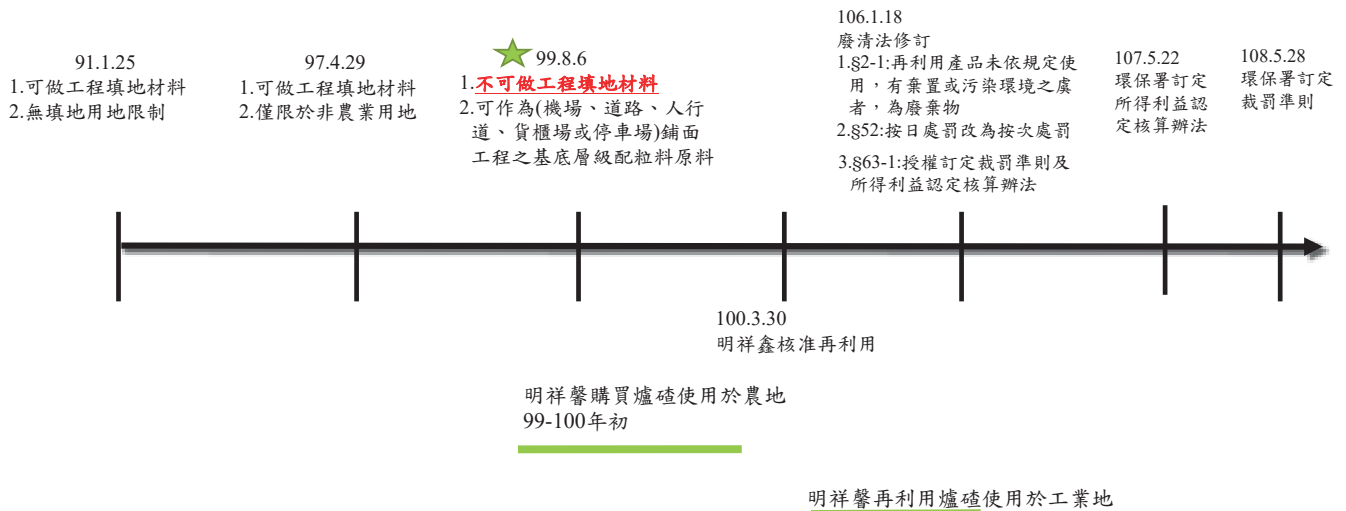 91.1.25
1.可做工程填地材料
2.無填地用地限制
97.4.29
1.可做工程填地材料
2.僅限於非農業用地
99.8.6
1.不可做工程填地材料
2.可作為(機場、道路、人行
道、貨櫃場或停車場)鋪面
工程之基底層級配粒料原料
106.1.18
廢清法修訂
1.§2-1:再利用產品未依規定使
用，有棄置或污染環境之虞
者，為廢棄物
2.§52:按日處罰改為按次處罰
3.§63-1:授權訂定裁罰準則及
所得利益認定核算辦法
107.5.22
環保署訂定
所得利益認
定核算辦法
108.5.28
環保署訂定
裁罰準則
100.3.30
明祥鑫核准再利用
明祥馨購買爐碴使用於農地
99-100年初
明祥馨再利用爐碴使用於工業地